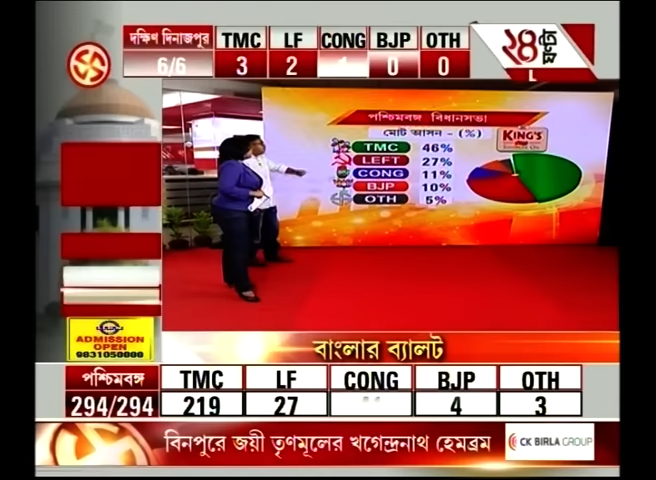 দক্ষিণ দিনাজপুর TMC LF CONG BJP OTH
6/6 3 2 1 0 0
২৪ ঘণ্টা
L
পশ্চিমবঙ্গ বিধানসভা
মোট আসন - (%)
KING'S
TMC 46%
LEFT 27%
CONG 11%
BJP 10%
OTH 5%
ADMISSION
OPEN
9831050000
বাংলার ব্যালট
পশ্চিমবঙ্গ TMC LF CONG BJP OTH
294/294 219 27 4 3
বিনপুরে জয়ী তৃণমূলের খগেন্দ্রনাথ হেমব্রম
CK BIRLA GROUP